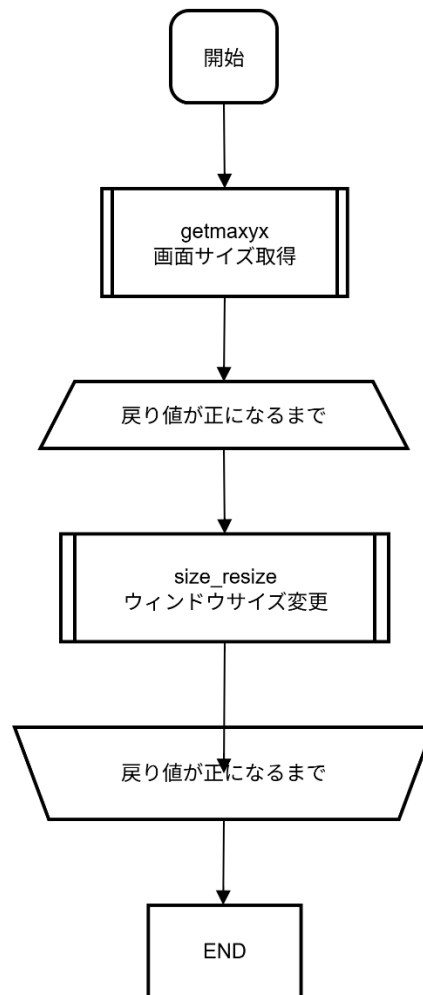 開始
getmaxyx
画面サイズ取得
戻り値が正になるまで
size_resize
ウィンドウサイズ変更
戻り値が正になるまで
END